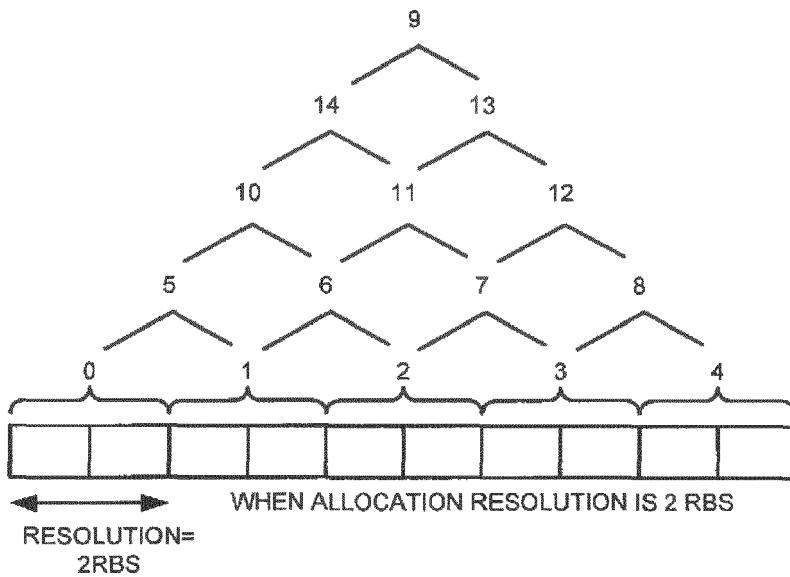 9
14 13
10 11 12
5 6 7 8
0 1 2 3 4
WHEN ALLOCATION RESOLUTION IS 2 RBS
RESOLUTION=
2RBS